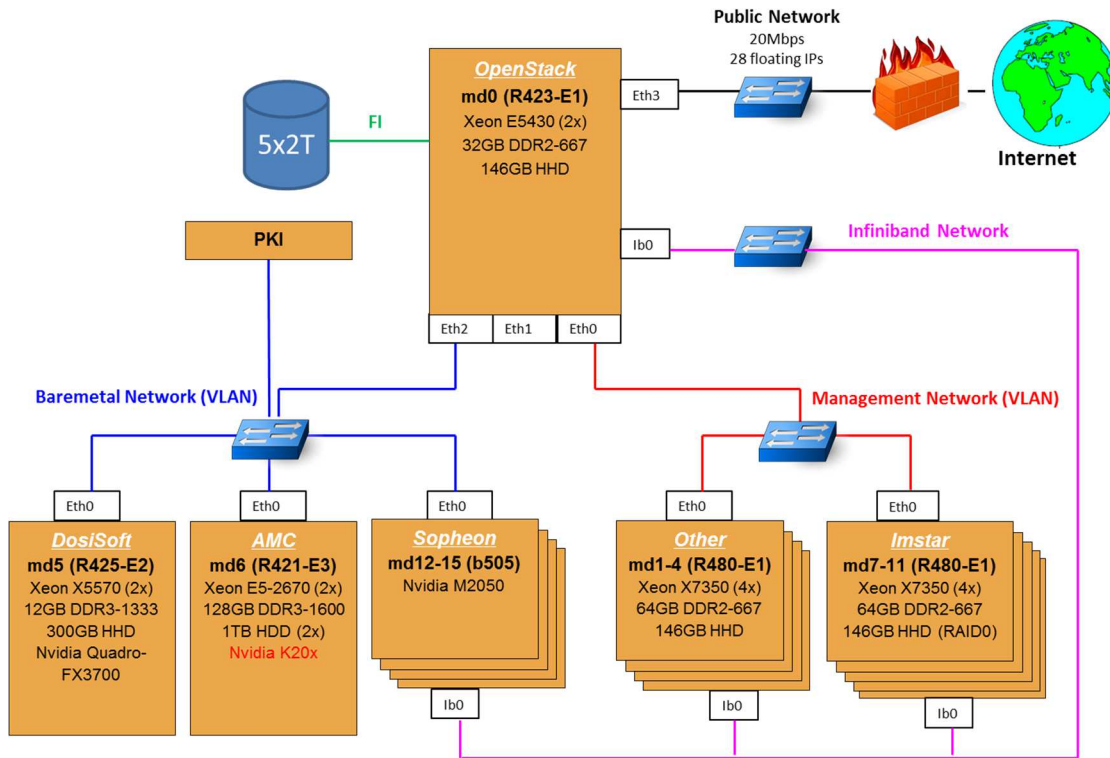 Public Network
20Mbps
28 floating IPs
Internet
OpenStack
md0 (R423-E1)
Xeon E5430 (2x)
32GB DDR2-667
146GB HHD
Eth3
FI
5x2T
PKI
Ib0
Infiniband Network
Eth2
Eth1
Eth0
Baremetal Network (VLAN)
Management Network (VLAN)
Eth0
Eth0
Eth0
Eth0
Eth0
DosiSoft
md5 (R425-E2)
Xeon X5570 (2x)
12GB DDR3-1333
300GB HHD
Nvidia Quadro-
FX3700
AMC
md6 (R421-E3)
Xeon E5-2670 (2x)
128GB DDR3-1600
1TB HDD (2x)
Nvidia K20x
Sopheon
md12-15 (b505)
Nvidia M2050
Other
md1-4 (R480-E1)
Xeon X7350 (4x)
64GB DDR2-667
146GB HHD
Imstar
md7-11 (R480-E1)
Xeon X7350 (4x)
64GB DDR2-667
146GB HHD (RAID0)
Ib0
Ib0
Ib0